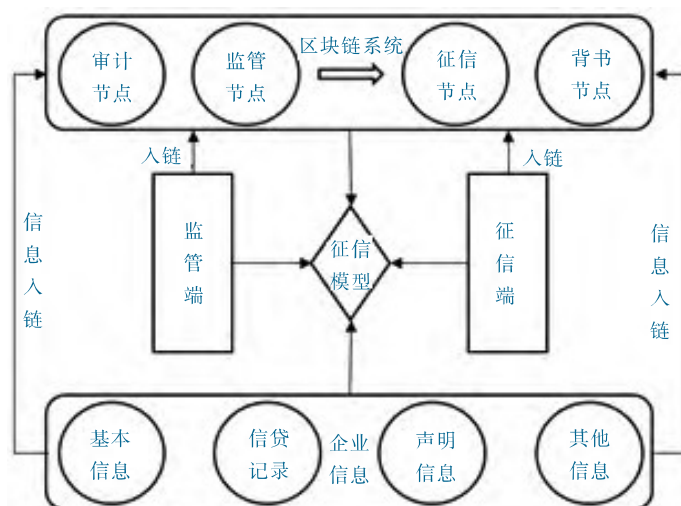 审计
节点
监管
节点
区块链系统
征信
节点
背书
节点
入链
入链
信息入链
监管端
征信
模型
征信端
信息入链
基本
信息
信贷
记录
企业
信息
声明
信息
其他
信息